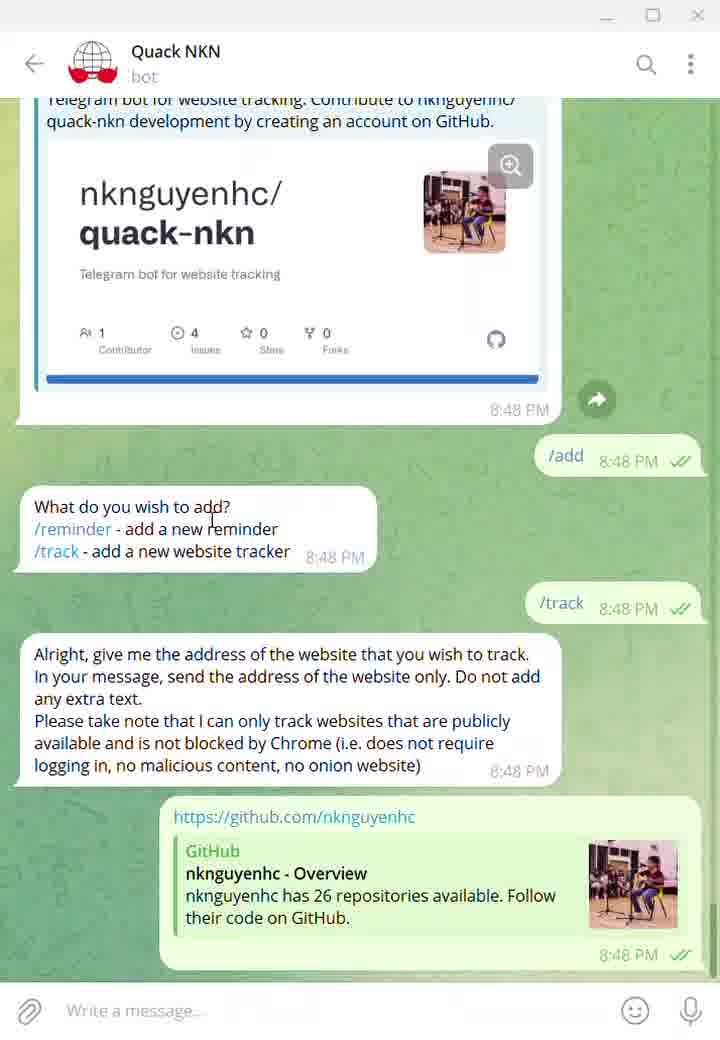 Quack NKN
bot
Telegram bot for website tracking. Contribute to nknguyenhc/
quack-nkn development by creating an account on GitHub.
nknguyenhc/
quack-nkn
Telegram bot for website tracking
1
Contributor
4
Issues
0
Stars
0
Forks
8:48 PM
/add 8:48 PM
What do you wish to add?
/reminder - add a new reminder
/track - add a new website tracker 8:48 PM
/track 8:48 PM
Alright, give me the address of the website that you wish to track.
In your message, send the address of the website only. Do not add
any extra text.
Please take note that I can only track websites that are publicly
available and is not blocked by Chrome (i.e. does not require
logging in, no malicious content, no onion website) 8:48 PM
https://github.com/nknguyenhc
GitHub
nknguyenhc - Overview
nknguyenhc has 26 repositories available. Follow
their code on GitHub.
8:48 PM
Write a message...